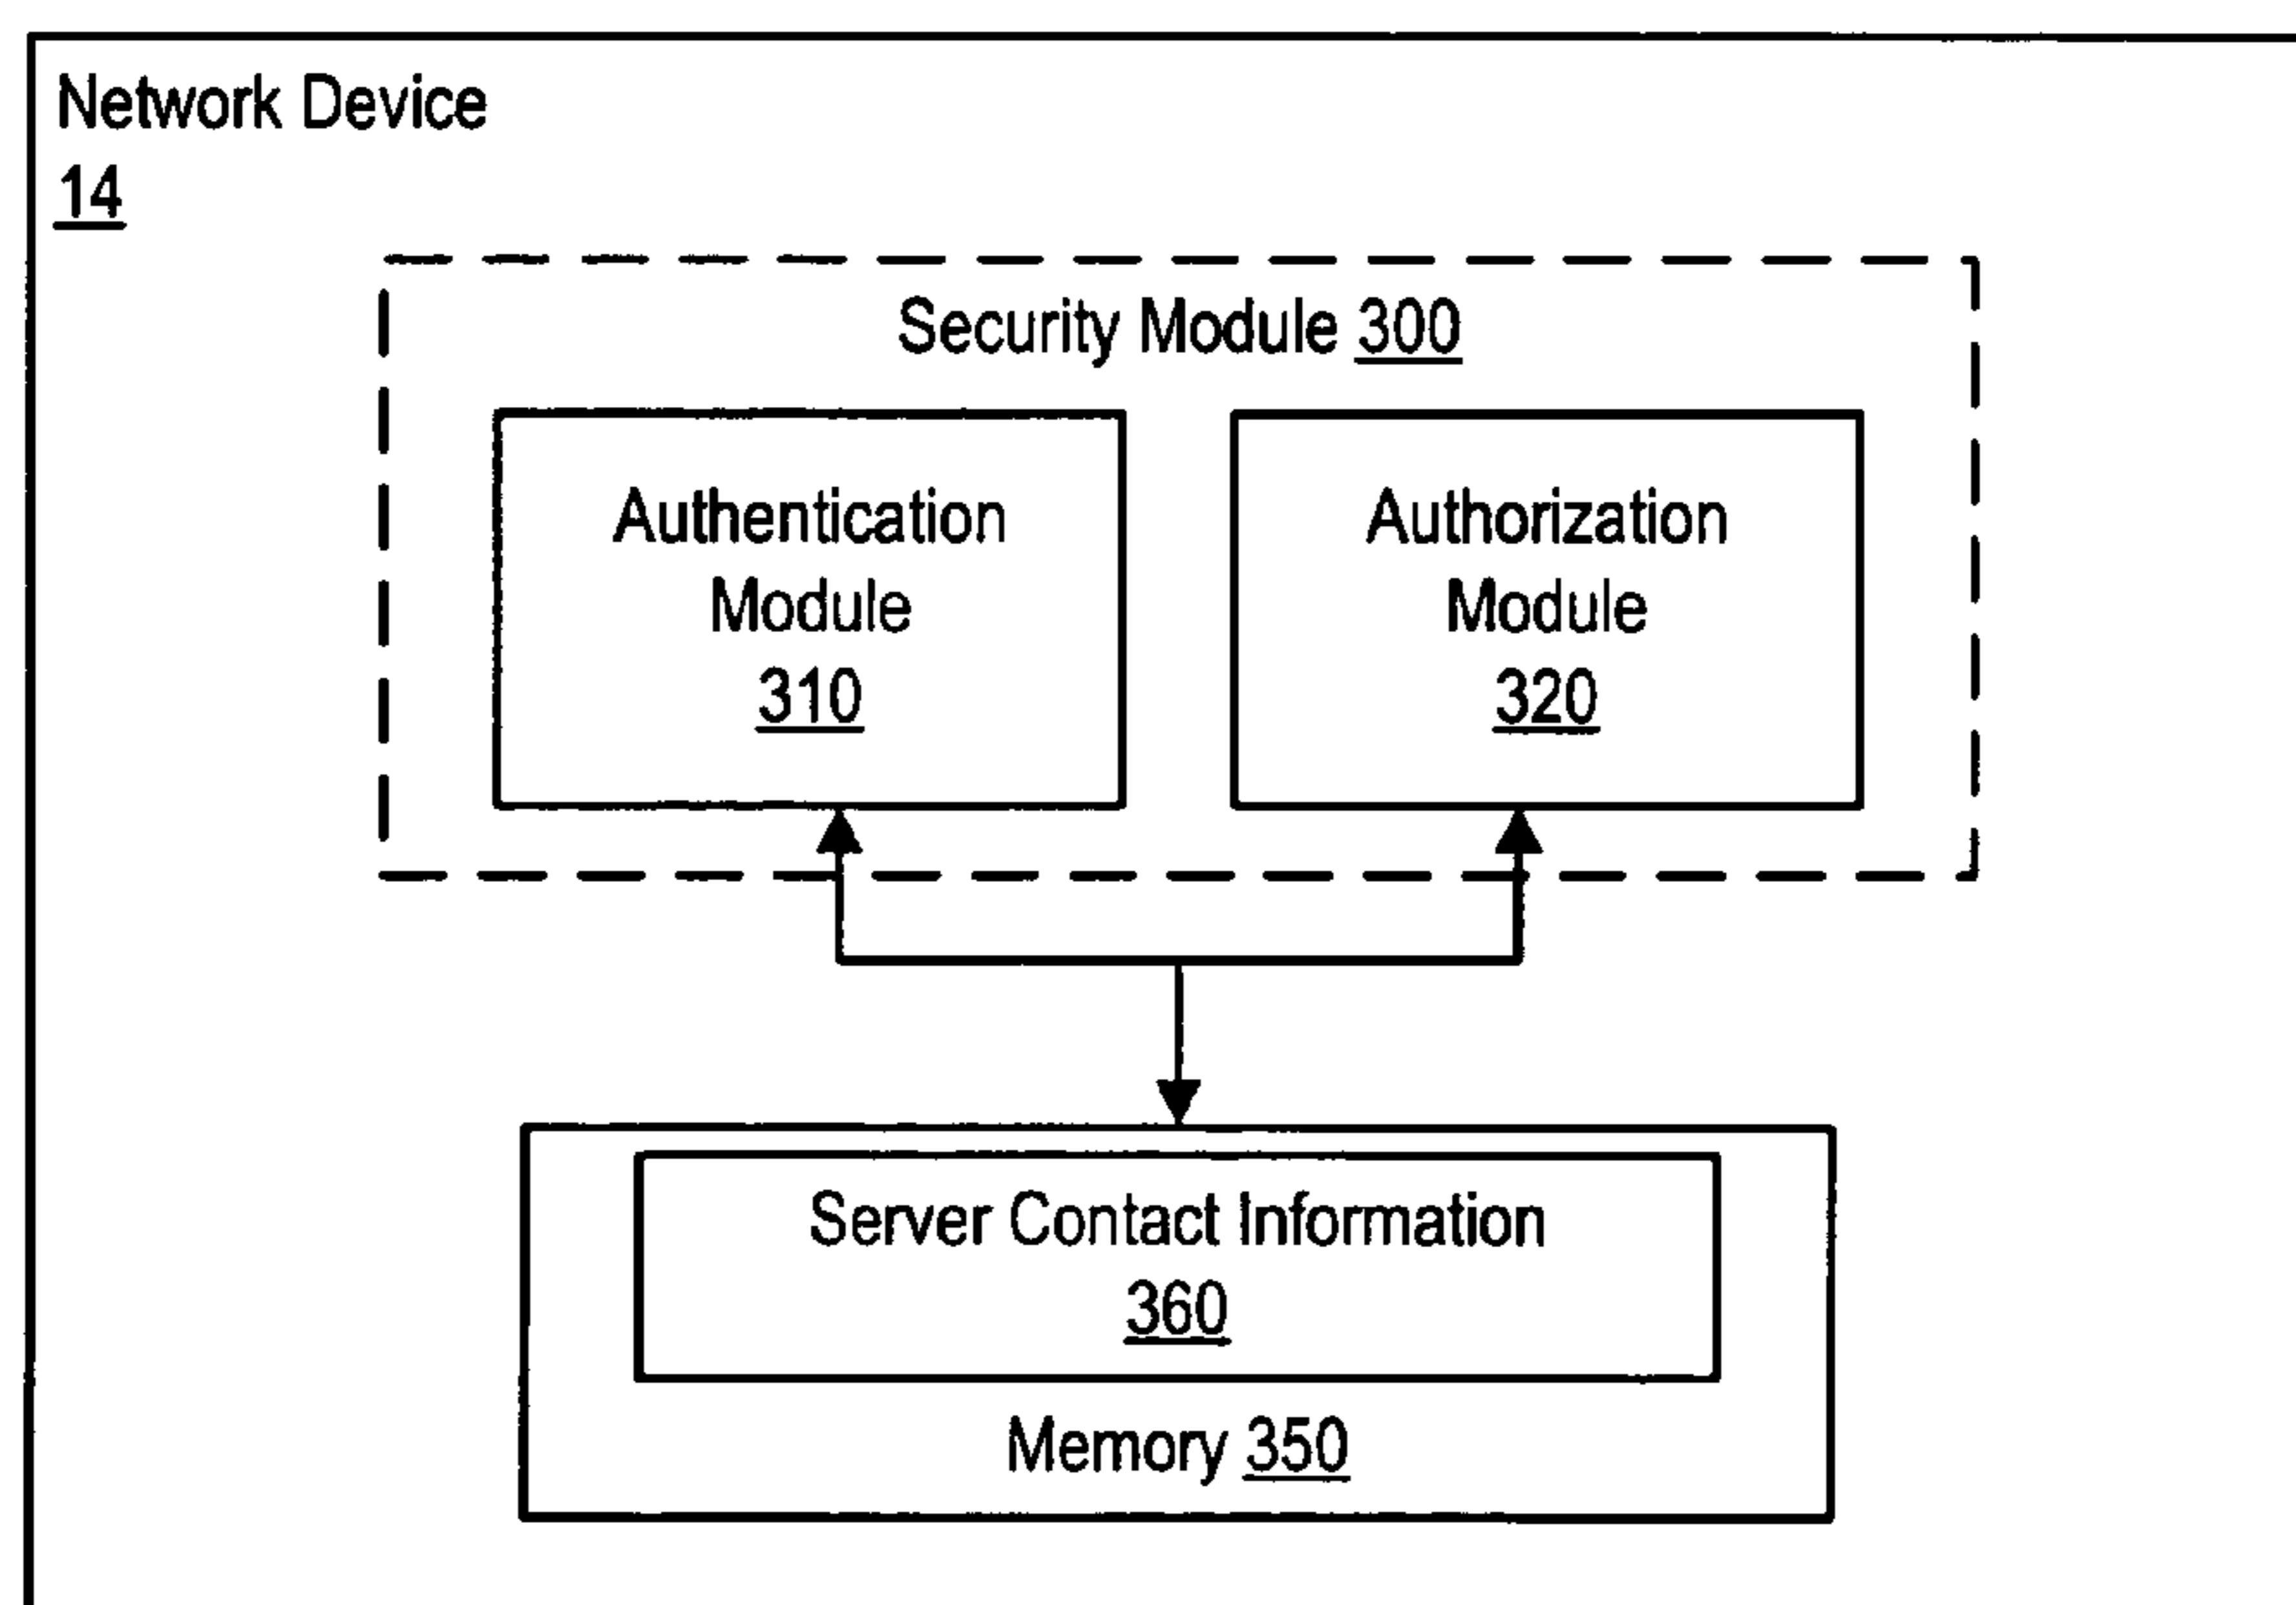 Network Device
14
Security Module 300
Authentication
Module
310
Authorization
Module
320
Server Contact Information
360
Memory 350